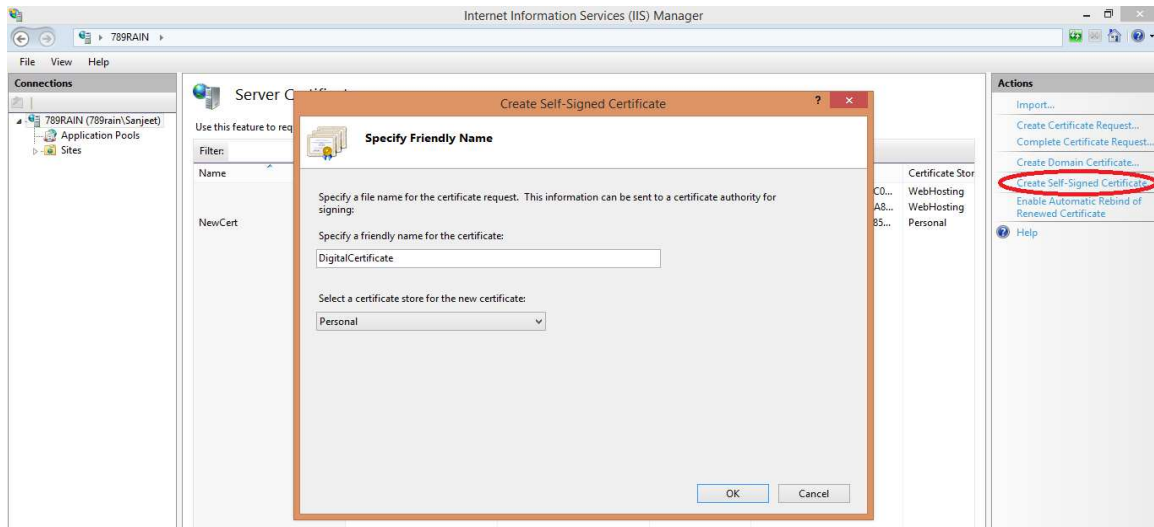 Internet Information Services (IIS) Manager
789RAIN
File View Help
Connections
789RAIN (789rain\Sanjeet)
Application Pools
Sites
Server C
Use this feature to req
Filter:
Name
Certificate Stor
C0... WebHosting
A8... WebHosting
NewCert
85... Personal
Create Self-Signed Certificate
?
Specify Friendly Name
Specify a file name for the certificate request. This information can be sent to a certificate authority for
signing:
Specify a friendly name for the certificate:
DigitalCertificate
Select a certificate store for the new certificate:
Personal
OK Cancel
Actions
Import...
Create Certificate Request...
Complete Certificate Request...
Create Domain Certificate...
Create Self-Signed Certificate
Enable Automatic Rebind of
Renewed Certificate
Help